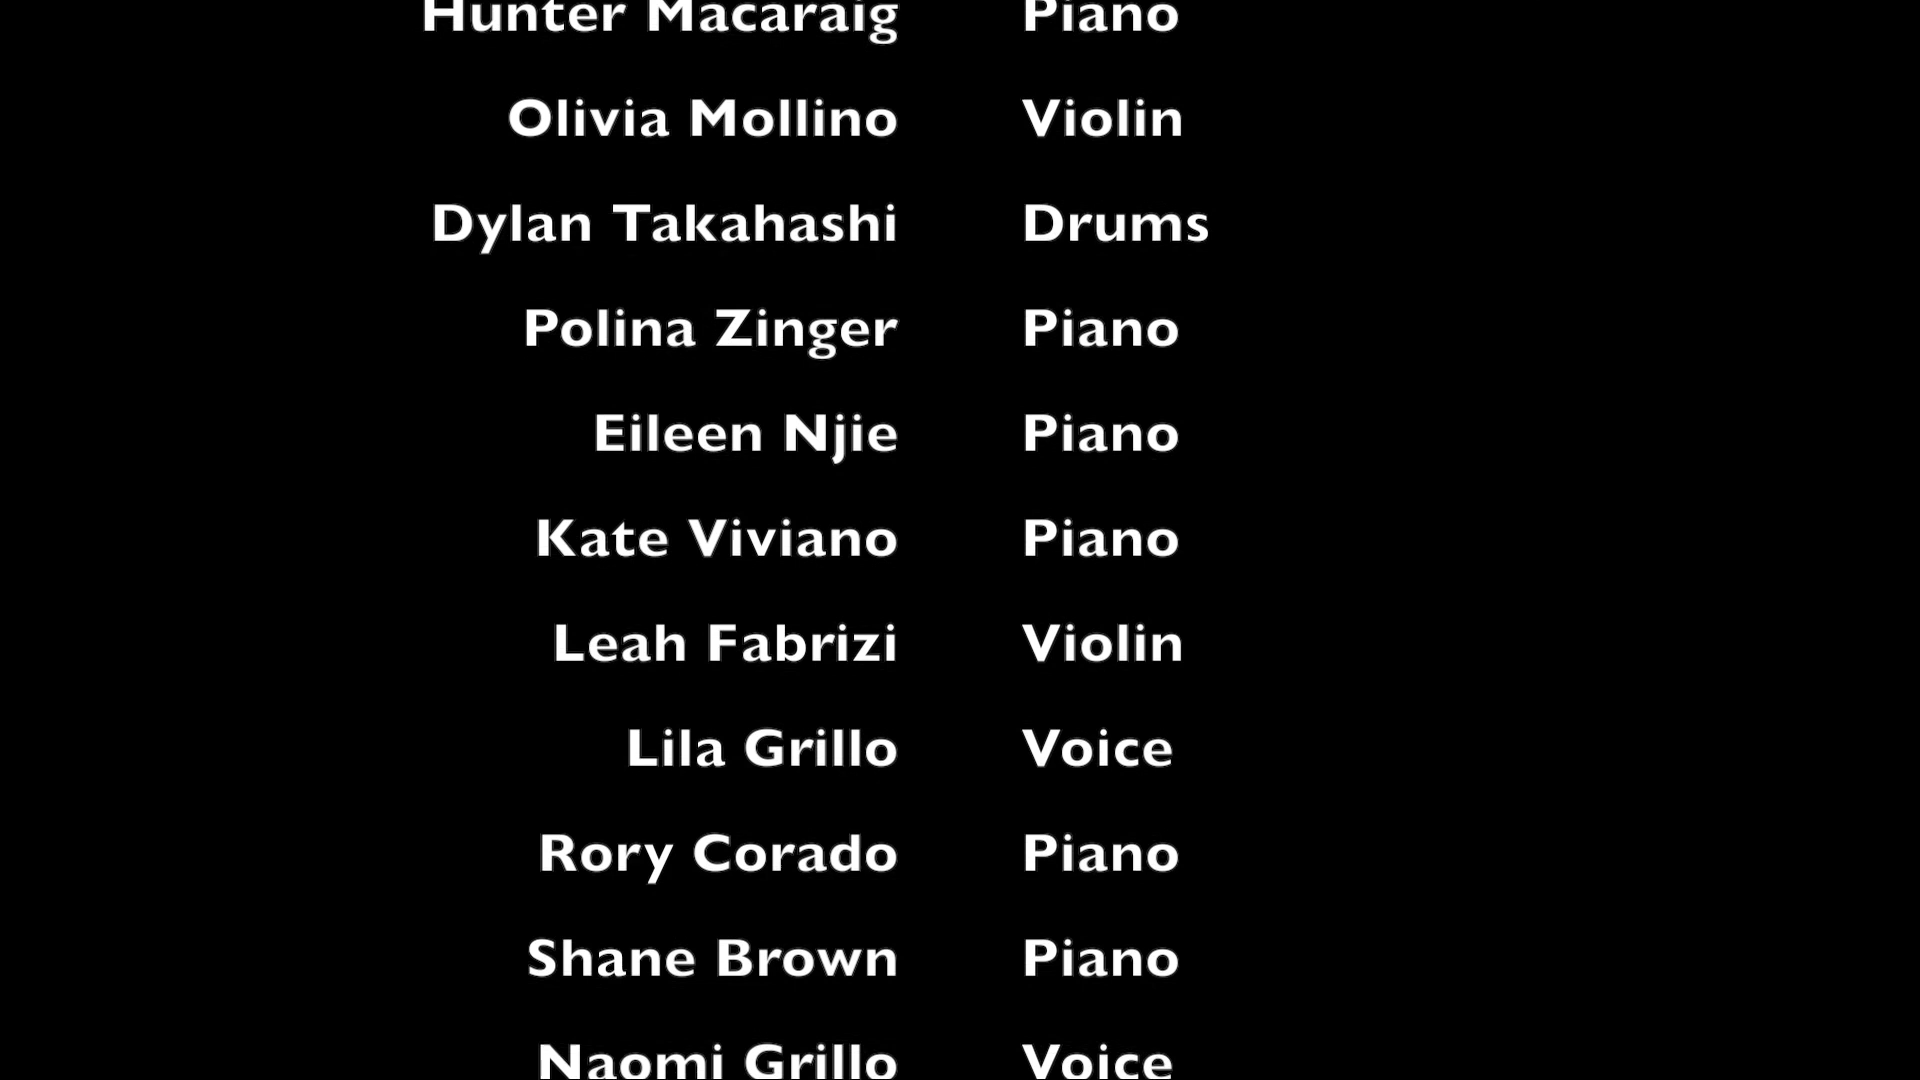 Hunter Macaraig Piano
Olivia Mollino Violin
Dylan Takahashi Drums
Polina Zinger Piano
Eileen Njie Piano
Kate Viviano Piano
Leah Fabrizi Violin
Lila Grillo Voice
Rory Corado Piano
Shane Brown Piano
Naomi Grillo Voice